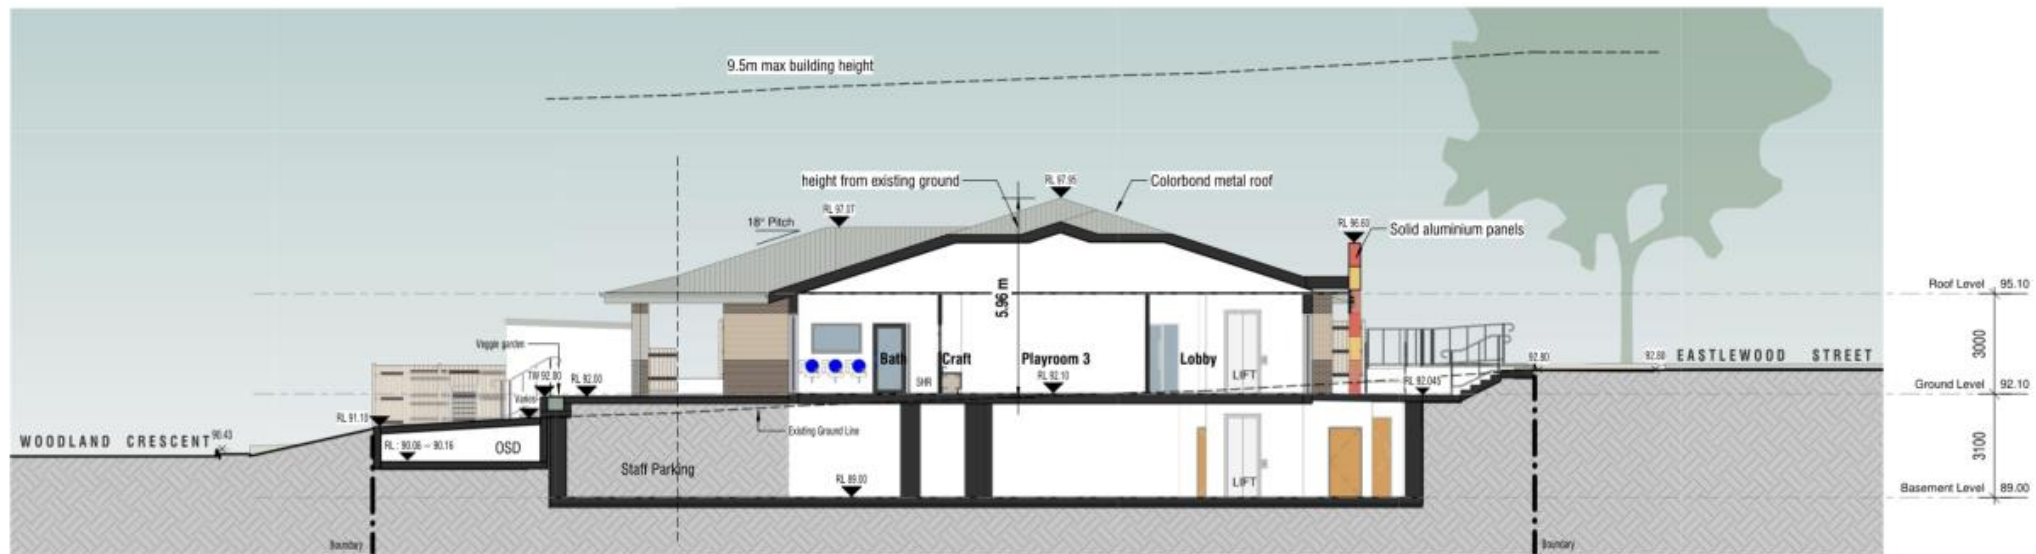 9.5m max building height
height from existing ground
RL 97.95
Colorbond metal roof
18° Pitch
RL 97.07
RL 96.60
Solid aluminium panels
5.96 m
Roof Level 95.10
3000
Veggie garden
TW 92.00
RL 92.00
Varies
Bath
Craft
Playroom 3
Lobby
SHR
RL 92.10
LIFT
RL 92.045
92.80
92.80
EASTLEWOOD STREET
Ground Level 92.10
RL 91.10
WOODLAND CRESCENT
90.43
RL : 90.06 ~ 90.16
OSD
Existing Ground Line
Staff Parking
RL 89.00
LIFT
3100
Basement Level 89.00
Boundary
Boundary